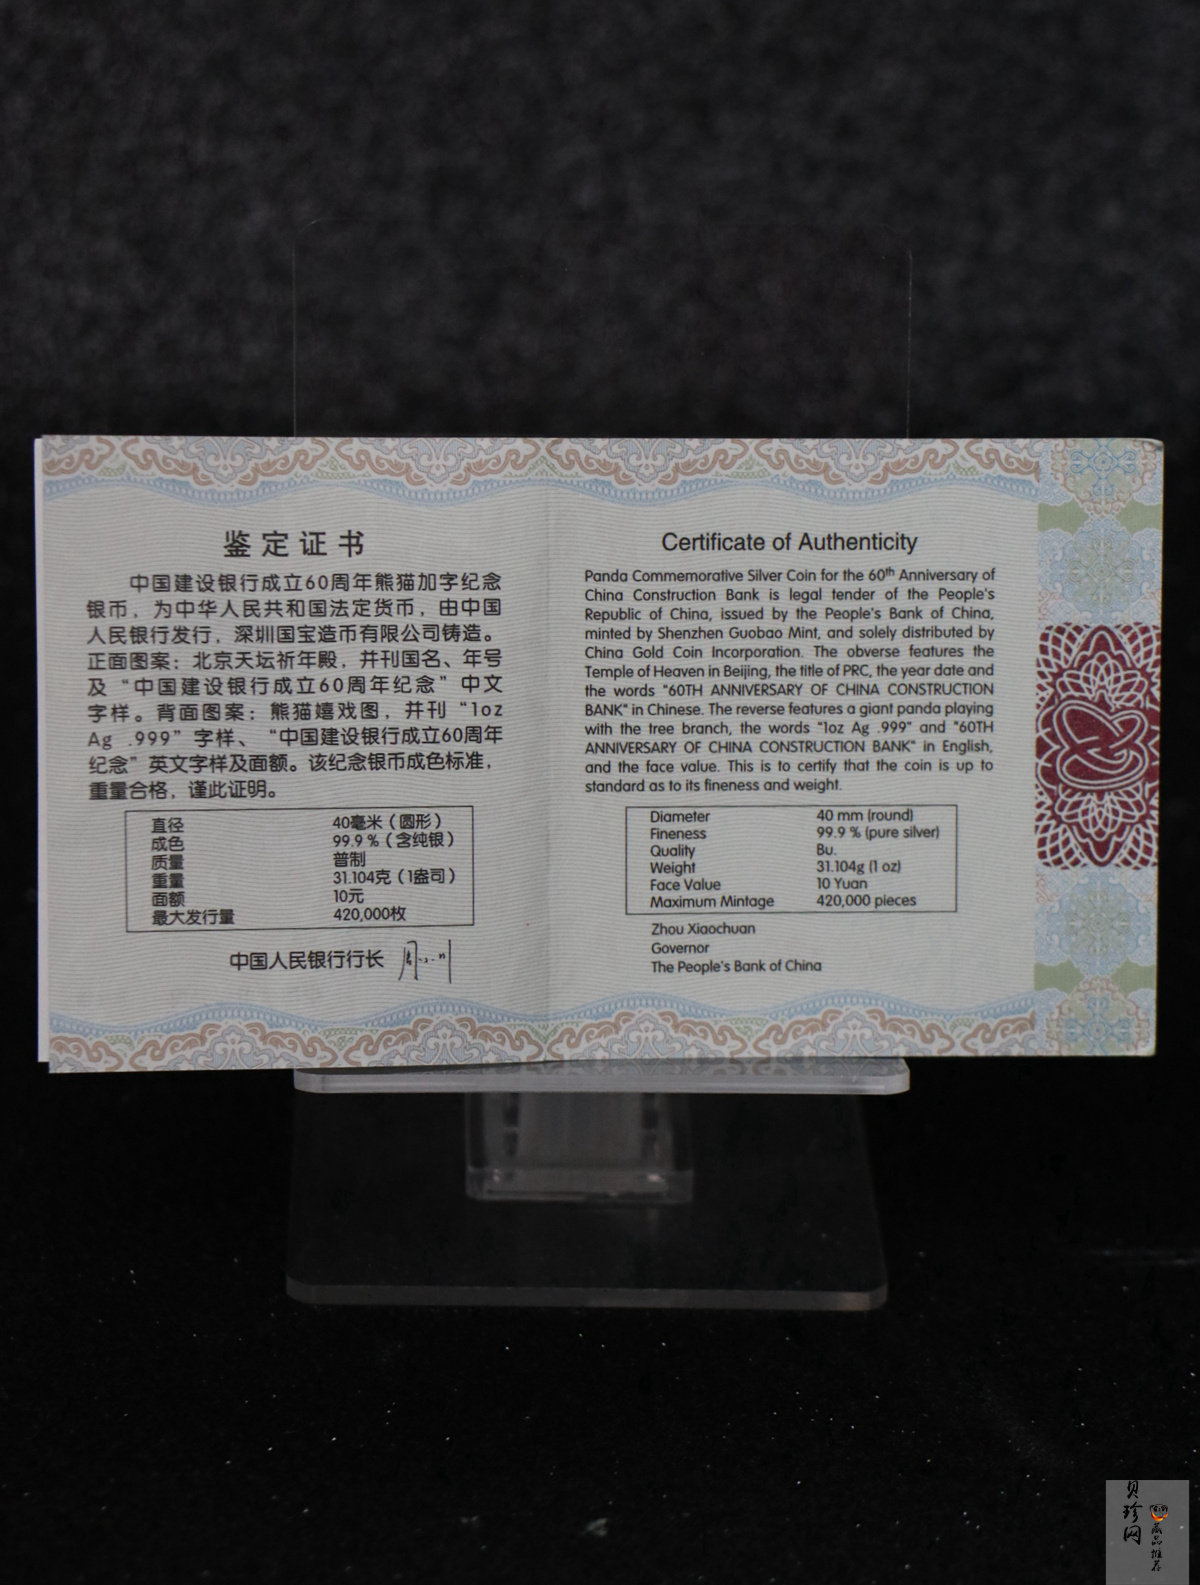 鉴定证书
中国建设银行成立60周年熊猫加字纪念
银币，为中华人民共和国法定货币，由中国
人民银行发行，深圳国宝造币有限公司铸造。
正面图案：北京天坛祈年殿，并刊国名、年号
及“中国建设银行成立60周年纪念”中文
字样。背面图案：熊猫嬉戏图，并刊“1oz
Ag .999”字样、“中国建设银行成立60周年
纪念”英文字样及面额。该纪念银币成色标准，
重量合格，谨此证明。
直径 40毫米（圆形）
成色 99.9 %（含纯银）
质量 普制
重量 31.104克（1盎司）
面额 10元
最大发行量 420,000枚
中国人民银行行长
Certificate of Authenticity
Panda Commemorative Silver Coin for the 60th Anniversary of
China Construction Bank is legal tender of the People's
Republic of China, issued by the People's Bank of China,
minted by Shenzhen Guobao Mint, and solely distributed by
China Gold Coin Incorporation. The obverse features the
Temple of Heaven in Beijing, the title of PRC, the year date and
the words "60TH ANNIVERSARY OF CHINA CONSTRUCTION
BANK" in Chinese. The reverse features a giant panda playing
with the tree branch, the words "1oz Ag .999" and "60TH
ANNIVERSARY OF CHINA CONSTRUCTION BANK" in English,
and the face value. This is to certify that the coin is up to
standard as to its fineness and weight.
Diameter 40 mm (round)
Fineness 99.9 % (pure silver)
Quality Bu.
Weight 31.104g (1 oz)
Face Value 10 Yuan
Maximum Mintage 420,000 pieces
Zhou Xiaochuan
Governor
The People's Bank of China
贝珍网
藏品推荐